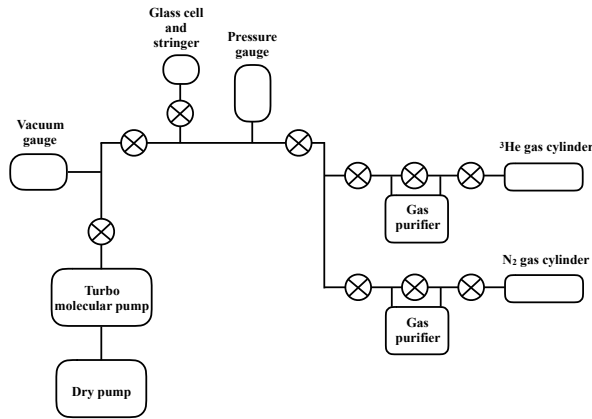 Glass cell
and
stringer
Pressure
gauge
Vacuum
gauge
³He gas cylinder
Gas
purifier
N₂ gas cylinder
Gas
purifier
Turbo
molecular pump
Dry pump